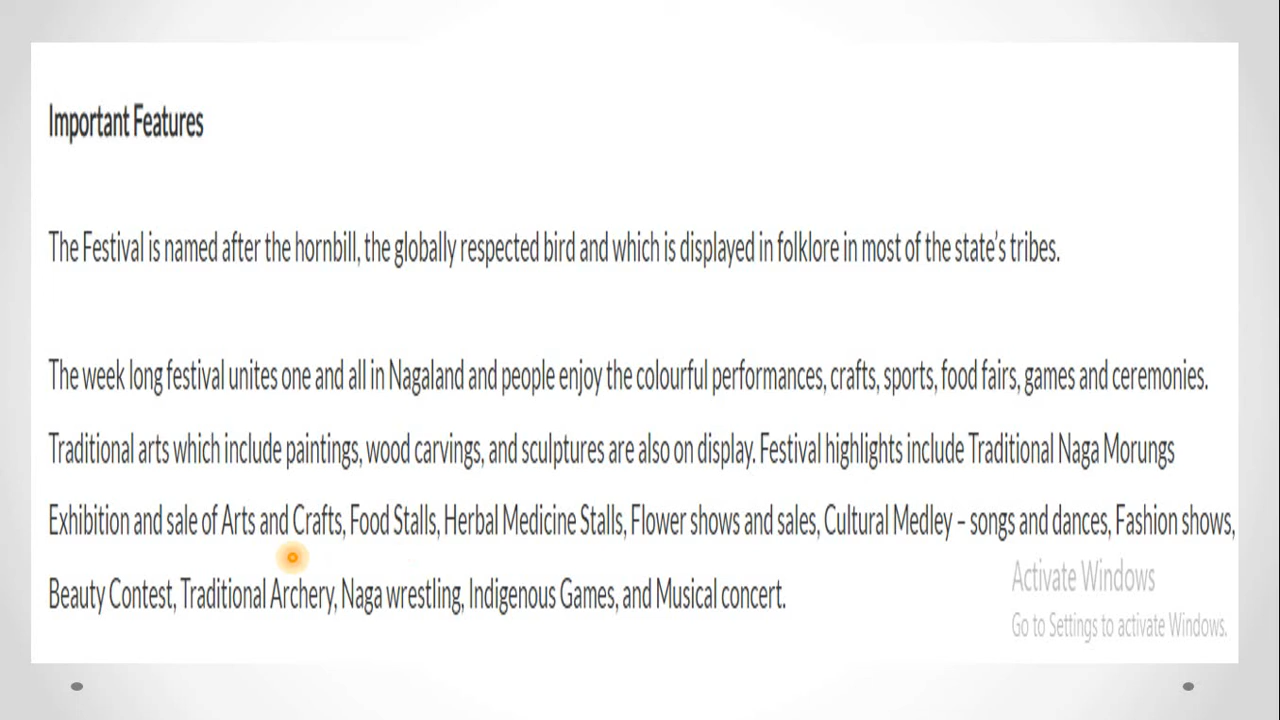 Important Features
The Festival is named after the hornbill, the globally respected bird and which is displayed in folklore in most of the state’s tribes.
The week long festival unites one and all in Nagaland and people enjoy the colourful performances, crafts, sports, food fairs, games and ceremonies.
Traditional arts which include paintings, wood carvings, and sculptures are also on display. Festival highlights include Traditional Naga Morungs
Exhibition and sale of Arts and Crafts, Food Stalls, Herbal Medicine Stalls, Flower shows and sales, Cultural Medley – songs and dances, Fashion shows,
Beauty Contest, Traditional Archery, Naga wrestling, Indigenous Games, and Musical concert.
Activate Windows
Go to Settings to activate Windows.